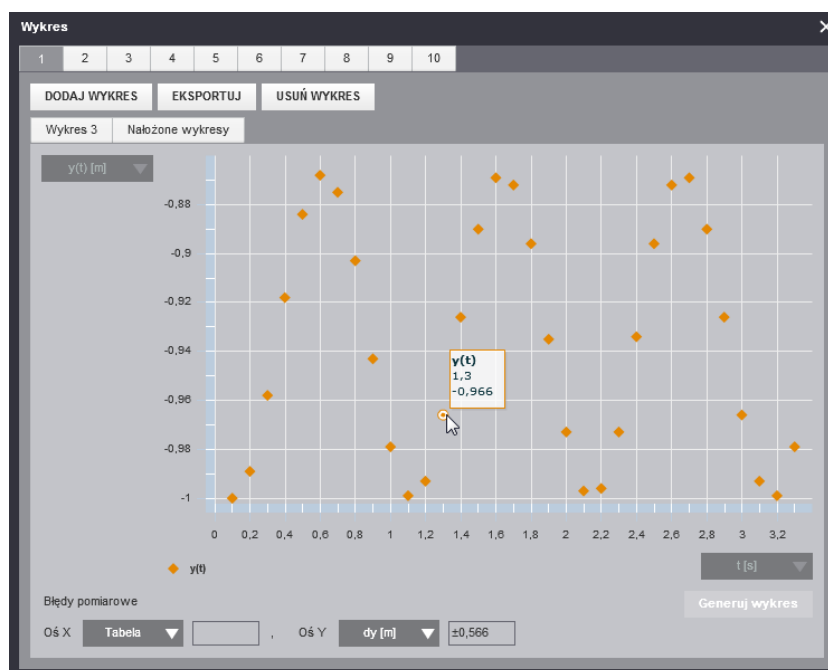 Wykres
1 2 3 4 5 6 7 8 9 10
DODAJ WYKRES EKSPORTUJ USUŃ WYKRES
Wykres 3 Nałożone wykresy
y(t) [m]
-0,88
-0,9
-0,92
-0,94
y(t)
1,3
-0,966
-0,96
-0,98
-1
0 0,2 0,4 0,6 0,8 1 1,2 1,4 1,6 1,8 2 2,2 2,4 2,6 2,8 3 3,2
y(t)
t [s]
Błędy pomiarowe
Generuj wykres
Oś X Tabela , Oś Y dy [m] ±0,566